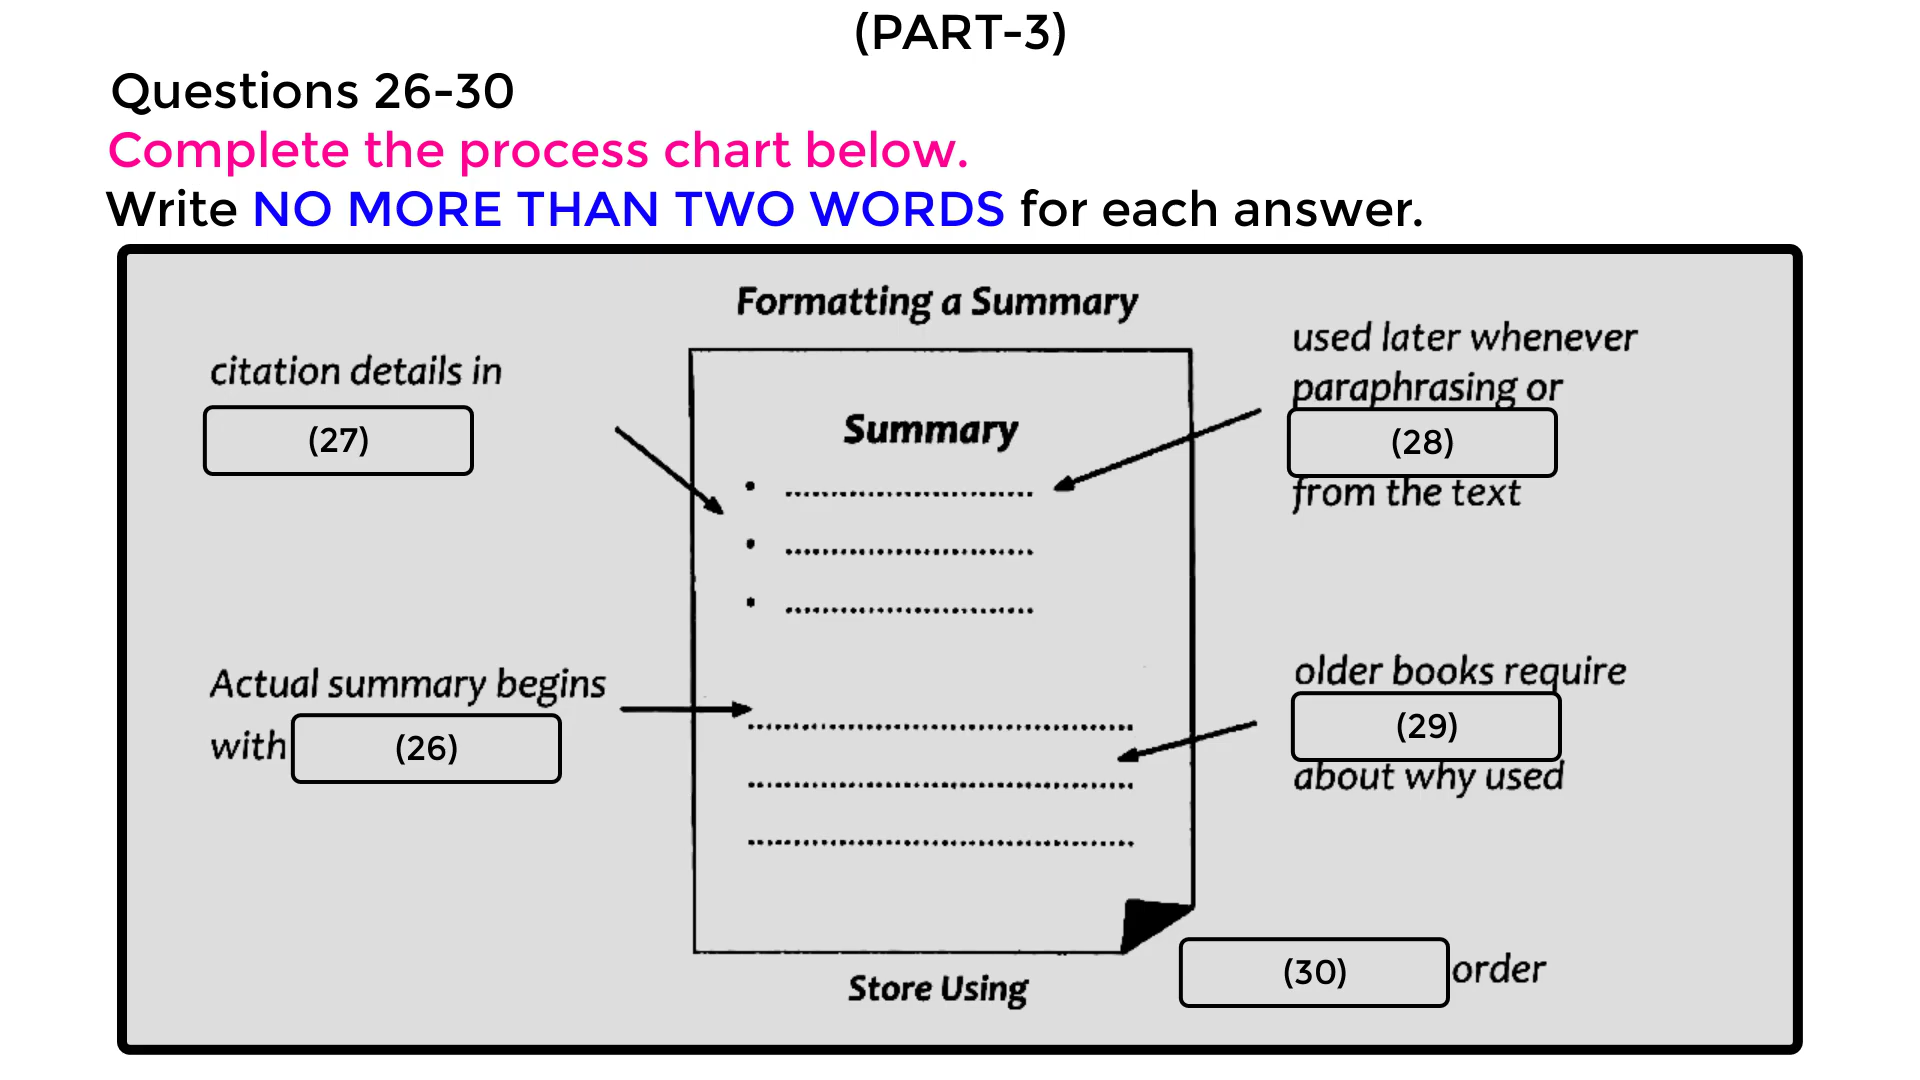 (PART-3)
Questions 26-30
Complete the process chart below.
Write NO MORE THAN TWO WORDS for each answer.
Formatting a Summary
citation details in
(27)
used later whenever
paraphrasing or
(28)
from the text
Summary
Actual summary begins
with (26)
older books require
(29)
about why used
Store Using
(30) order